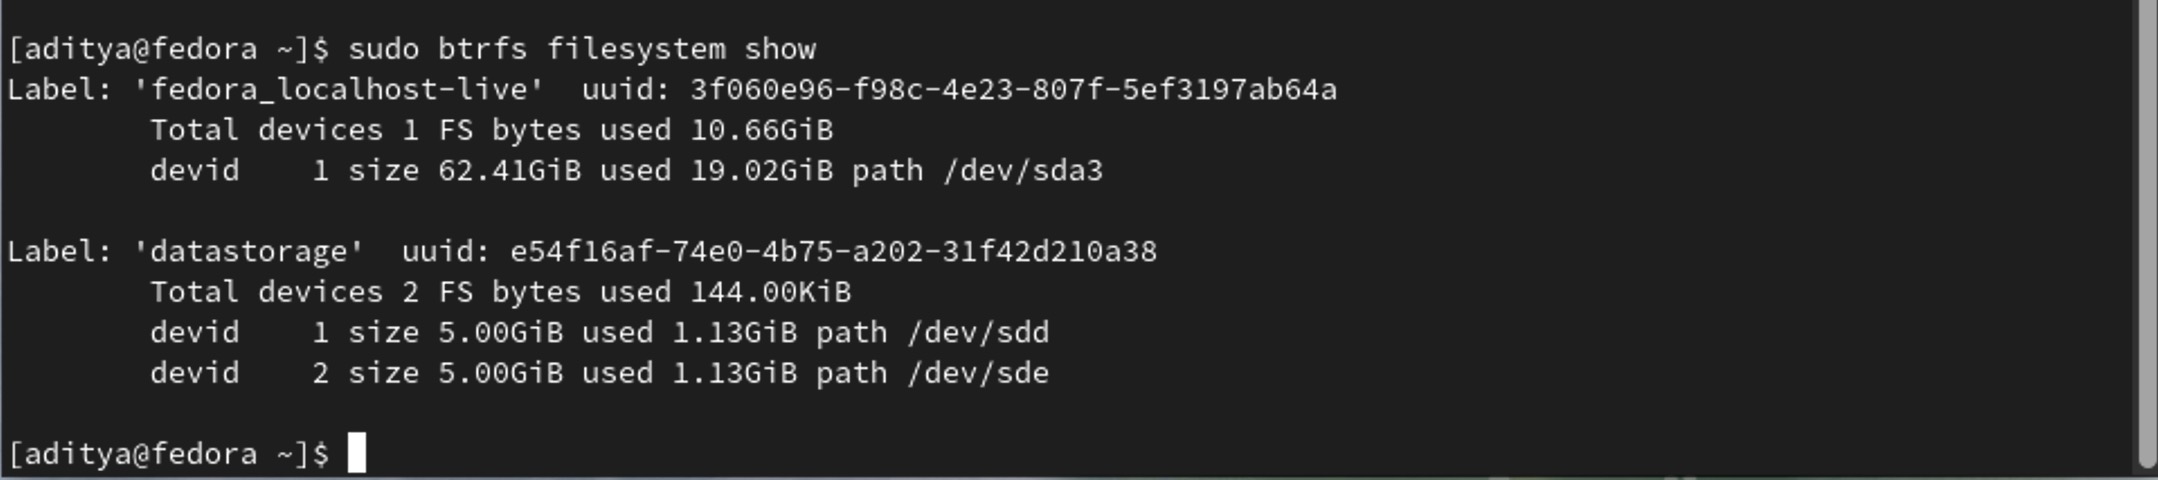 [aditya@fedora ~]$ sudo btrfs filesystem show
Label: 'fedora_localhost-live'  uuid: 3f060e96-f98c-4e23-807f-5ef3197ab64a
        Total devices 1 FS bytes used 10.66GiB
        devid    1 size 62.41GiB used 19.02GiB path /dev/sda3

Label: 'datastorage'  uuid: e54f16af-74e0-4b75-a202-31f42d210a38
        Total devices 2 FS bytes used 144.00KiB
        devid    1 size 5.00GiB used 1.13GiB path /dev/sdd
        devid    2 size 5.00GiB used 1.13GiB path /dev/sde

[aditya@fedora ~]$